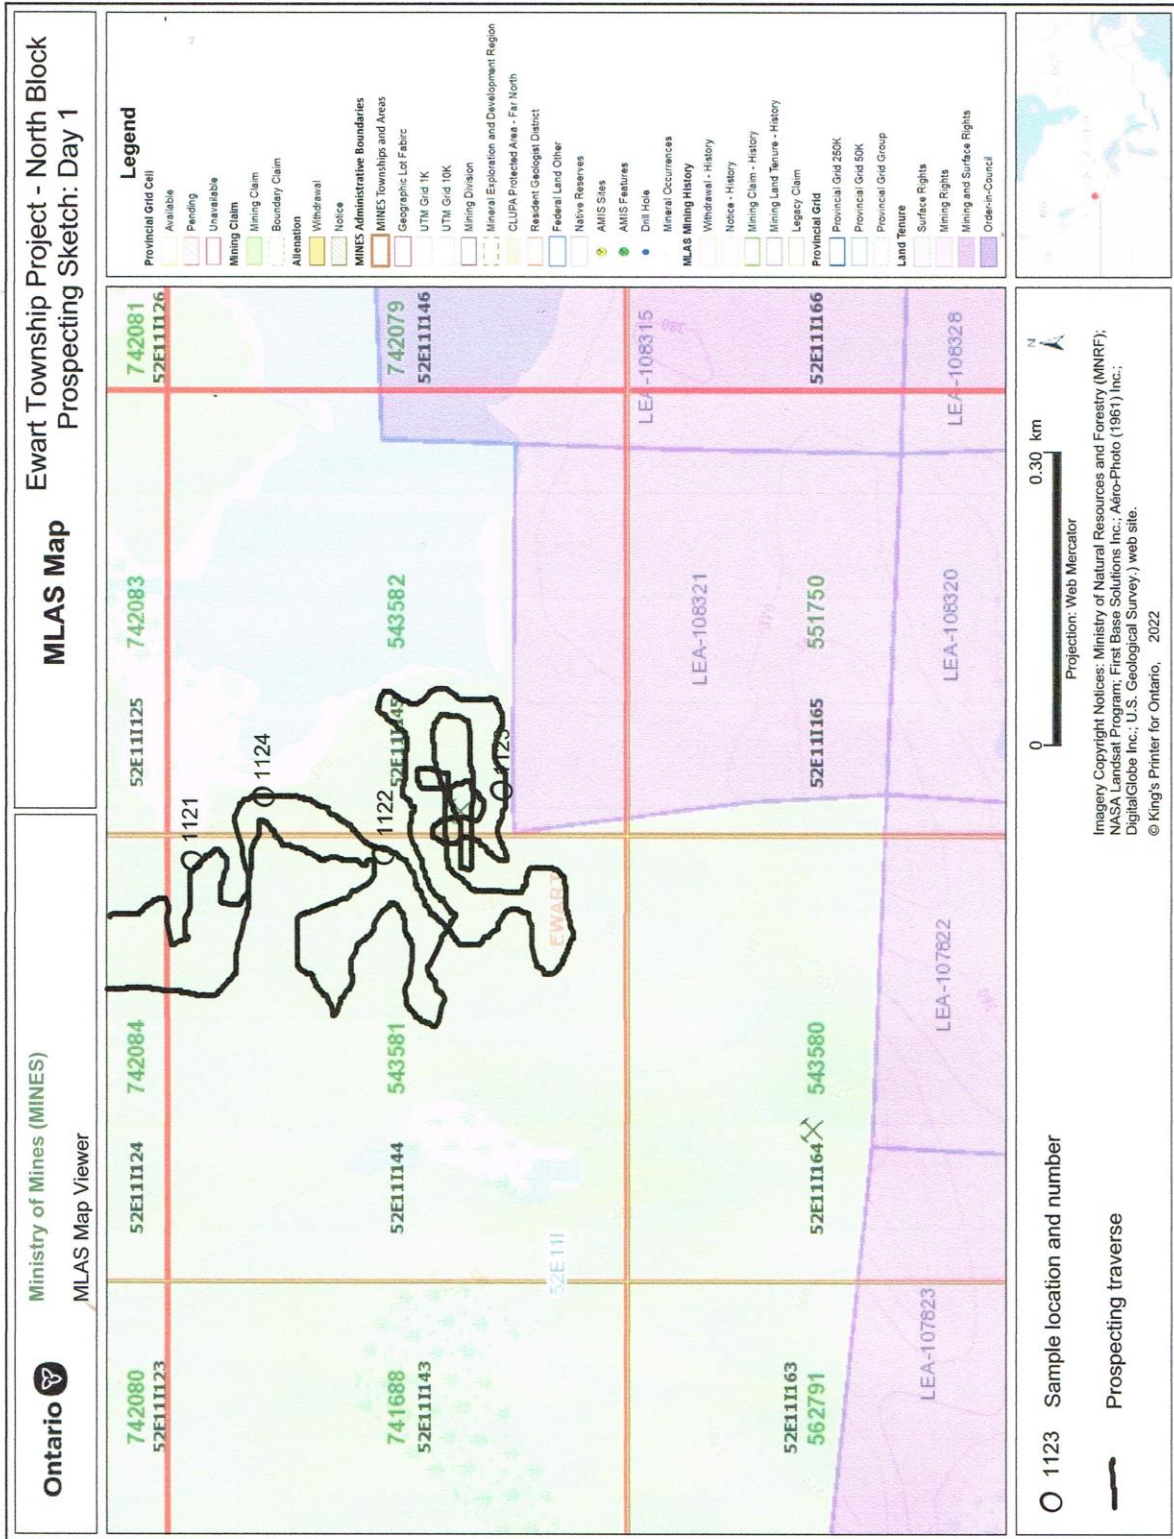 Ontario
Ministry of Mines (MINES)
MLAS Map Viewer
MLAS Map
Ewart Township Project - North Block
Prospecting Sketch: Day 1
742080
52E11I123
52E11I124
742084
1121
52E11I125
742083
742081
52E11I126
1124
741688
52E11I143
52E11I144
543581
1122
52E11I145
543582
742079
52E11I146
1123
52E 11I
EWART
LEA-108321
LEA-108315
380
370
52E11I163
562791
52E11I164
543580
52E11I165
551750
52E11I166
LEA-107823
LEA-107822
380
LEA-108320
LEA-108328
Legend
Provincial Grid Cell
Available
Pending
Unavailable
Mining Claim
Mining Claim
Boundary Claim
Alienation
Withdrawal
Notice
MINES Administrative Boundaries
MINES Townships and Areas
Geographic Lot Fabirc
UTM Grid 1K
UTM Grid 10K
Mining Division
Mineral Exploration and Development Region
CLUPA Protected Area - Far North
Resident Geologist District
Federal Land Other
Native Reserves
AMIS Sites
AMIS Features
Drill Hole
Mineral Occurrences
MLAS Mining History
Withdrawal - History
Notice - History
Mining Claim - History
Mining Land Tenure - History
Legacy Claim
Provincial Grid
Provincial Grid 250K
Provincial Grid 50K
Provincial Grid Group
Land Tenure
Surface Rights
Mining Rights
Mining and Surface Rights
Order-in-Council
1123 Sample location and number
Prospecting traverse
0 0.30 km
N
Projection: Web Mercator
Imagery Copyright Notices: Ministry of Natural Resources and Forestry (MNRF);
NASA Landsat Program; First Base Solutions Inc.; Aéro-Photo (1961) Inc.;
DigitalGlobe Inc.; U.S. Geological Survey.) web site.
© King's Printer for Ontario, 2022